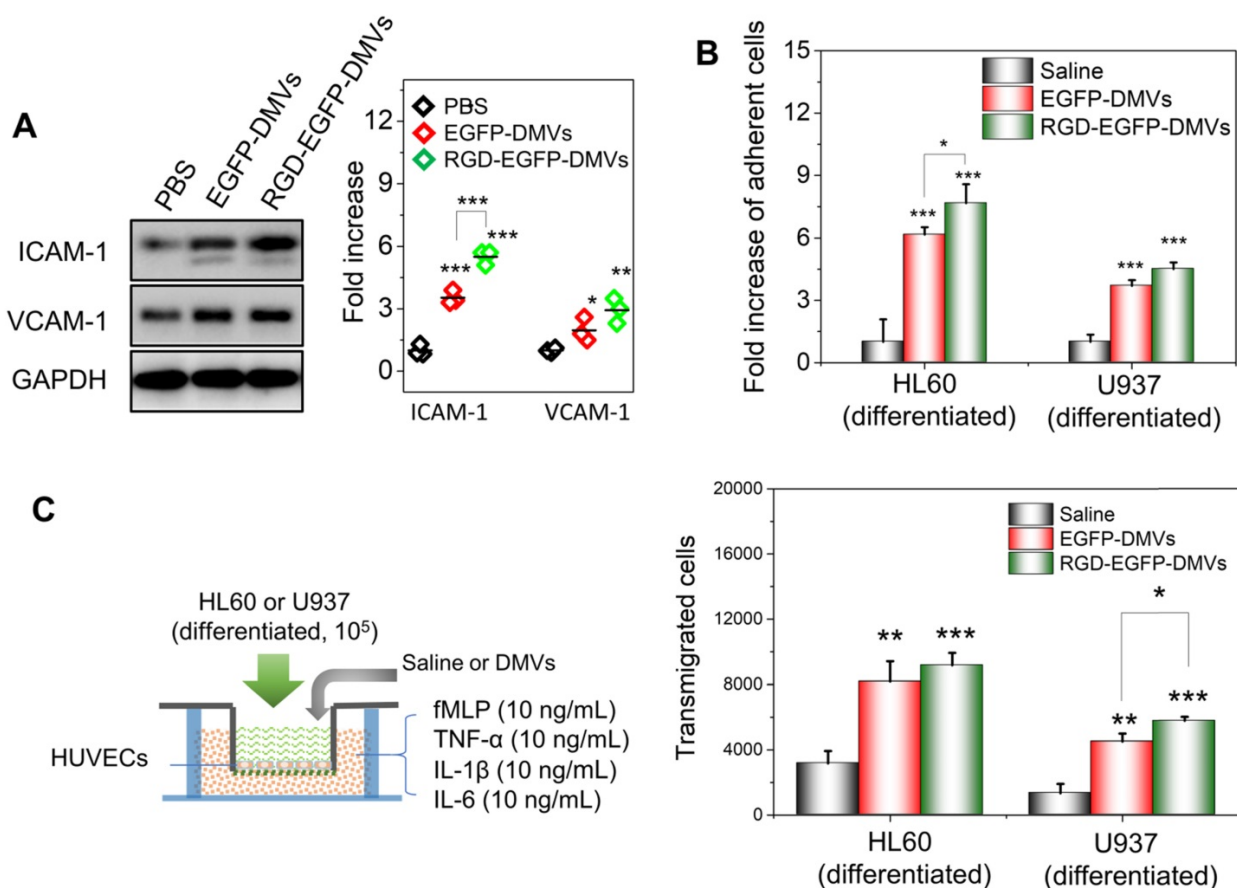 A
PBS
EGFP-DMVs
RGD-EGFP-DMVs
ICAM-1
VCAM-1
GAPDH
Fold increase
12
9
6
3
0
PBS
EGFP-DMVs
RGD-EGFP-DMVs
***
***
***
*
**
ICAM-1
VCAM-1
B
Fold increase of adherent cells
15
12
9
6
3
0
Saline
EGFP-DMVs
RGD-EGFP-DMVs
*
***
***
***
***
HL60
(differentiated)
U937
(differentiated)
C
HL60 or U937
(differentiated, 10⁵)
Saline or DMVs
HUVECs
fMLP (10 ng/mL)
TNF-α (10 ng/mL)
IL-1β (10 ng/mL)
IL-6 (10 ng/mL)
Transmigrated cells
20000
16000
12000
8000
4000
0
Saline
EGFP-DMVs
RGD-EGFP-DMVs
**
***
*
**
***
HL60
(differentiated)
U937
(differentiated)